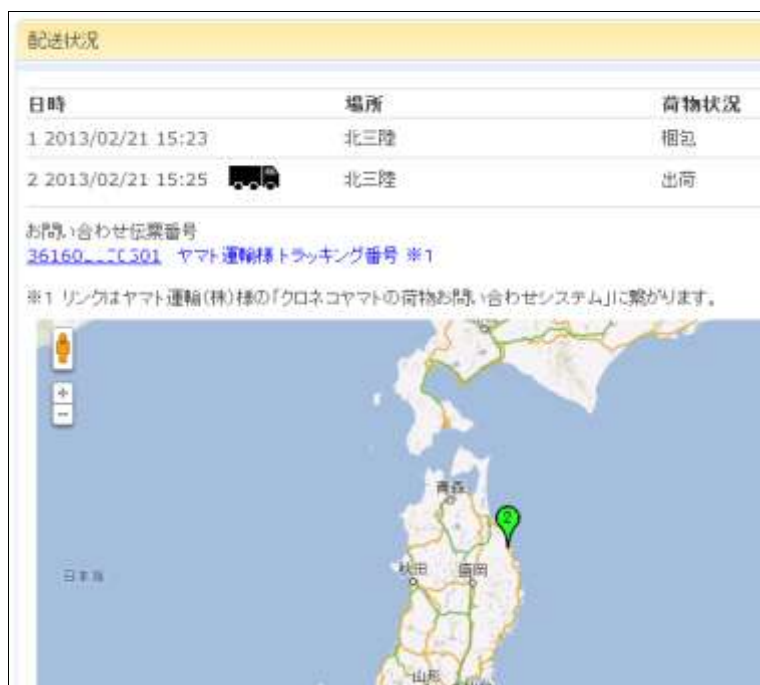 配送状況
日時 場所 荷物状況
1 2013/02/21 15:23 北三陸 梱包
2 2013/02/21 15:25 北三陸 出荷
お問い合わせ伝票番号
ヤマト運輸様トラッキング番号 ※1
※1 リンクはヤマト運輸(株)様の「クロネコヤマトの荷物お問い合わせシステム」に繋がります。
+
-
青森
2
日本海
秋田 盛岡
山形